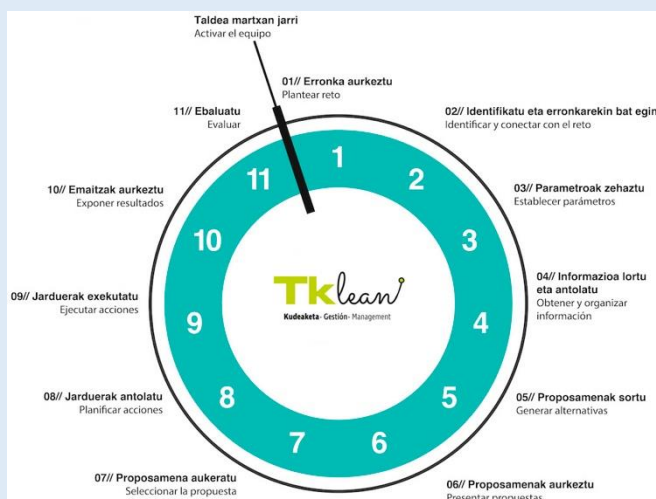 Taldea martxan jarri
Activar el equipo
01// Erronka aurkeztu
Plantear reto
02// Identifikatu eta erronkarekin bat egin
Identificar y conectar con el reto
03// Parametroak zehaztu
Establecer parámetros
04// Informazioa lortu
eta antolatu
Obtener y organizar
información
05// Proposamenak sortu
Generar alternativas
06// Proposamenak aurkeztu
Presentar propuestas
07// Proposamena aukeratu
Seleccionar la propuesta
08// Jarduerak antolatu
Planificar acciones
09// Jarduerak exekutatu
Ejecutar acciones
10// Emaitzak aurkeztu
Exponer resultados
11// Ebaluatu
Evaluar
1
2
3
4
5
6
7
8
9
10
11
Tklean
Kudeaketa - Gestión - Management